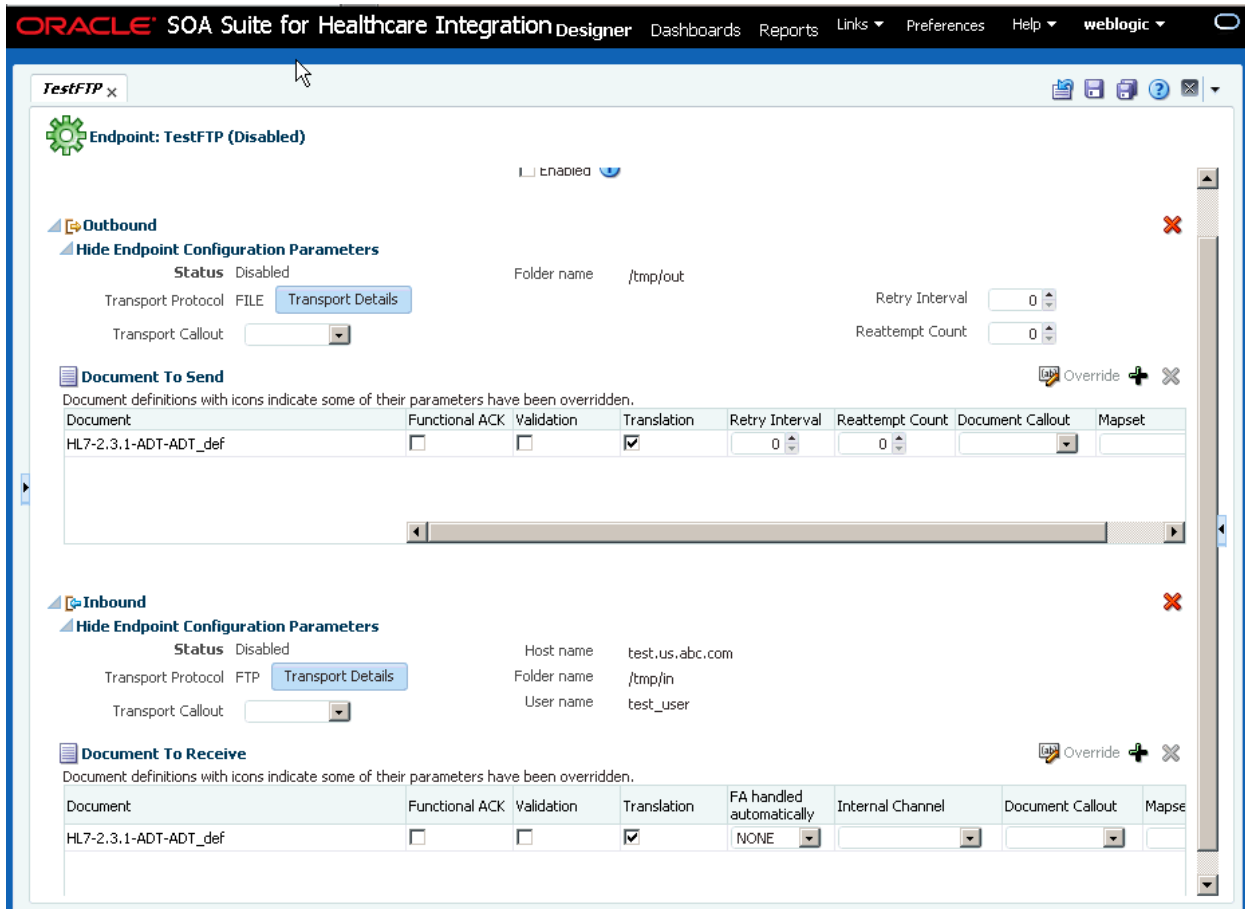 ORACLE SOA Suite for Healthcare Integration Designer Dashboards Reports Links Preferences Help weblogic
TestFTP
Endpoint: TestFTP (Disabled)
Enabled
Outbound
Hide Endpoint Configuration Parameters
Status Disabled Folder name /tmp/out
Transport Protocol FILE Transport Details Retry Interval 0
Transport Callout Reattempt Count 0
Document To Send Override
Document definitions with icons indicate some of their parameters have been overridden.
Document Functional ACK Validation Translation Retry Interval Reattempt Count Document Callout Mapset
HL7-2.3.1-ADT-ADT_def 0 0
Inbound
Hide Endpoint Configuration Parameters
Status Disabled Host name test.us.abc.com
Transport Protocol FTP Transport Details Folder name /tmp/in
User name test_user
Transport Callout
Document To Receive Override
Document definitions with icons indicate some of their parameters have been overridden.
Document Functional ACK Validation Translation FA handled automatically Internal Channel Document Callout Mapse
HL7-2.3.1-ADT-ADT_def NONE